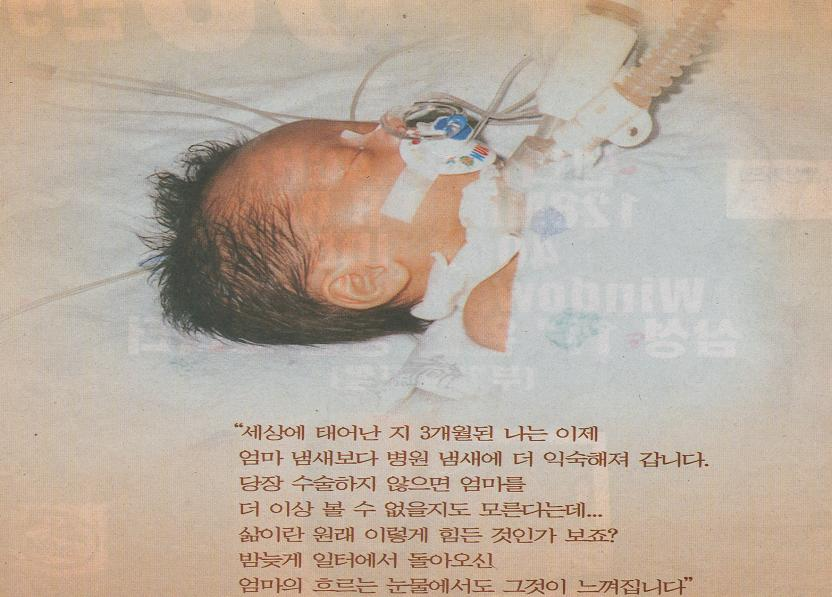 “세상에 태어난 지 3개월된 나는 이제
엄마 냄새보다 병원 냄새에 더 익숙해져 갑니다.
당장 수술하지 않으면 엄마를
더 이상 볼 수 없을지도 모른다는데...
삶이란 원래 이렇게 힘든 것인가 보죠?
밤늦게 일터에서 돌아오신
엄마의 흐르는 눈물에서도 그것이 느껴집니다”